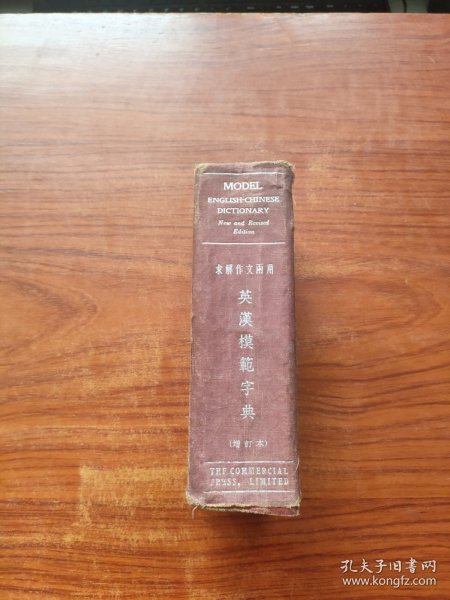 MODEL
ENGLISH-CHINESE
DICTIONARY
New and Revised
Edition
求解作文兩用
英漢模範字典
(增訂本)
THE COMMERCIAL
PRESS, LIMITED
孔夫子旧书网
www.kongfz.com